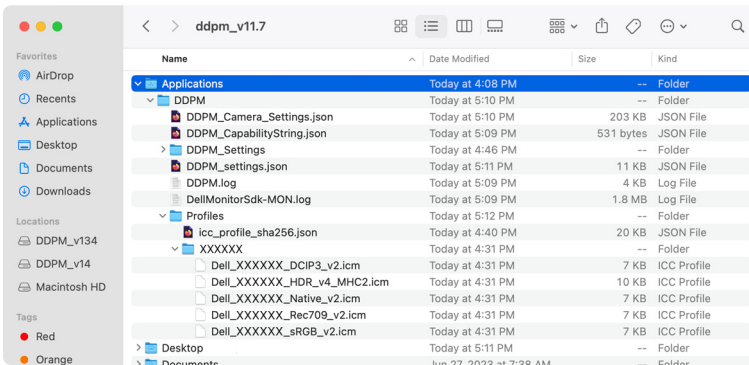 ddpm_v11.7
Favorites
AirDrop
Recents
Applications
Desktop
Documents
Downloads
Locations
DDPM_v134
DDPM_v14
Macintosh HD
Tags
Red
Orange
Name Date Modified Size Kind
Applications Today at 4:08 PM -- Folder
DDPM Today at 5:10 PM -- Folder
DDPM_Camera_Settings.json Today at 5:10 PM 203 KB JSON File
DDPM_CapabilityString.json Today at 5:09 PM 531 bytes JSON File
DDPM_Settings Today at 4:46 PM -- Folder
DDPM_settings.json Today at 5:11 PM 11 KB JSON File
DDPM.log Today at 5:09 PM 4 KB Log File
DellMonitorSdk-MON.log Today at 5:09 PM 1.8 MB Log File
Profiles Today at 5:12 PM -- Folder
icc_profile_sha256.json Today at 4:40 PM 20 KB JSON File
XXXXXX Today at 4:31 PM -- Folder
Dell_XXXXXX_DCIP3_v2.icm Today at 4:31 PM 7 KB ICC Profile
Dell_XXXXXX_HDR_v4_MHC2.icm Today at 4:31 PM 10 KB ICC Profile
Dell_XXXXXX_Native_v2.icm Today at 4:31 PM 7 KB ICC Profile
Dell_XXXXXX_Rec709_v2.icm Today at 4:31 PM 7 KB ICC Profile
Dell_XXXXXX_sRGB_v2.icm Today at 4:31 PM 7 KB ICC Profile
Desktop Today at 5:11 PM -- Folder
Documents Jun 27, 2023 at 7:38 AM -- Folder